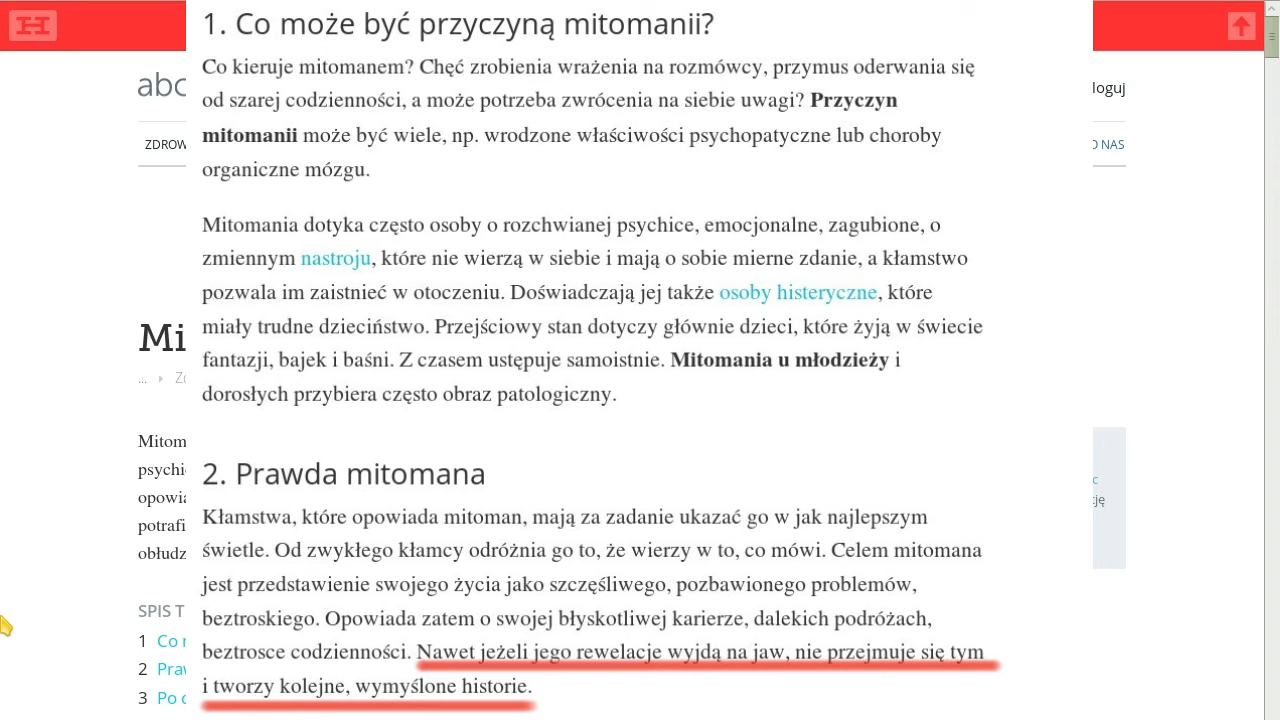 1. Co może być przyczyną mitomanii?
Co kieruje mitomanem? Chęć zrobienia wrażenia na rozmówcy, przymus oderwania się
od szarej codzienności, a może potrzeba zwrócenia na siebie uwagi? Przyczyn
mitomanii może być wiele, np. wrodzone właściwości psychopatyczne lub choroby
organiczne mózgu.
Mitomania dotyka często osoby o rozchwianej psychice, emocjonalne, zagubione, o
zmiennym nastroju, które nie wierzą w siebie i mają o sobie mierne zdanie, a kłamstwo
pozwala im zaistnieć w otoczeniu. Doświadczają jej także osoby histeryczne, które
miały trudne dzieciństwo. Przejściowy stan dotyczy głównie dzieci, które żyją w świecie
fantazji, bajek i baśni. Z czasem ustępuje samoistnie. Mitomania u młodzieży i
dorosłych przybiera często obraz patologiczny.
2. Prawda mitomana
Kłamstwa, które opowiada mitoman, mają za zadanie ukazać go w jak najlepszym
świetle. Od zwykłego kłamcy odróżnia go to, że wierzy w to, co mówi. Celem mitomana
jest przedstawienie swojego życia jako szczęśliwego, pozbawionego problemów,
beztroskiego. Opowiada zatem o swojej błyskotliwej karierze, dalekich podróżach,
beztrosce codzienności. Nawet jeżeli jego rewelacje wyjdą na jaw, nie przejmuje się tym
i tworzy kolejne, wymyślone historie.
abc
loguj
ZDROW
O NAS
Mi
...
Mitom
psychi
opowia
potrafi
obłudz
SPIS T
1 Co
2 Praw
3 Po